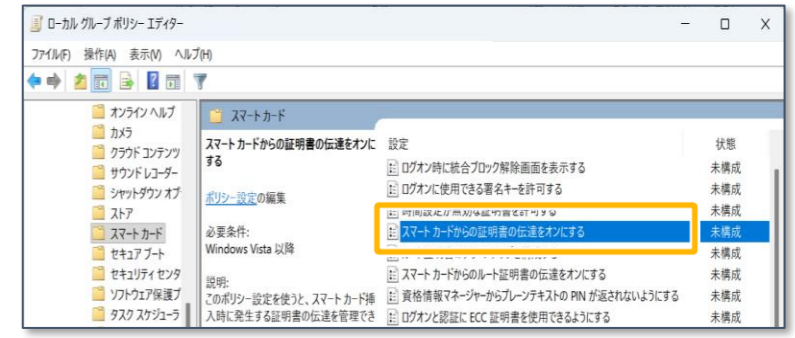 ローカル グループ ポリシー エディター
ファイル(F) 操作(A) 表示(V) ヘルプ(H)
オンライン ヘルプ
カメラ
クラウド コンテンツ
サウンド レコーダー
シャットダウン オプ
ストア
スマート カード
セキュア ブート
セキュリティ センタ
ソフトウェア保護プ
タスク スケジューラ
スマート カード
スマート カードからの証明書の伝達をオンに
する
ポリシー設定の編集
必要条件:
Windows Vista 以降
説明:
このポリシー設定を使うと、スマート カード挿
入時に発生する証明書の伝達を管理でき
設定 状態
ログオン時に統合ブロック解除画面を表示する 未構成
ログオンに使用できる署名キーを許可する 未構成
時間設定が無効な証明書を許可する 未構成
スマート カードからの証明書の伝達をオンにする 未構成
未構成
スマート カードからのルート証明書の伝達をオンにする 未構成
資格情報マネージャーからプレーンテキストの PIN が返されないようにする 未構成
ログオンと認証に ECC 証明書を使用できるようにする 未構成